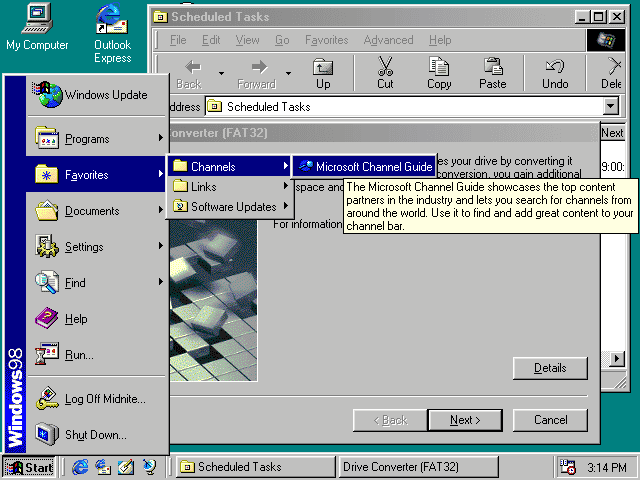 My Computer
Outlook
Express
Scheduled Tasks
File Edit View Go Favorites Advanced Help
Back Forward Up Cut Copy Paste Undo
ddress Scheduled Tasks
onverter (FAT32)
Next
9:00:
es your drive by converting it
conversion, you gain additional
space and
For information
Details
< Back Next > Cancel
Windows98
Windows Update
Programs
Favorites
Documents
Settings
Find
Help
Run...
Log Off Midnite...
Shut Down...
Channels
Links
Software Updates
Microsoft Channel Guide
The Microsoft Channel Guide showcases the top content
partners in the industry and lets you search for channels from
around the world. Use it to find and add great content to your
channel bar.
Start Scheduled Tasks Drive Converter (FAT32) 3:14 PM